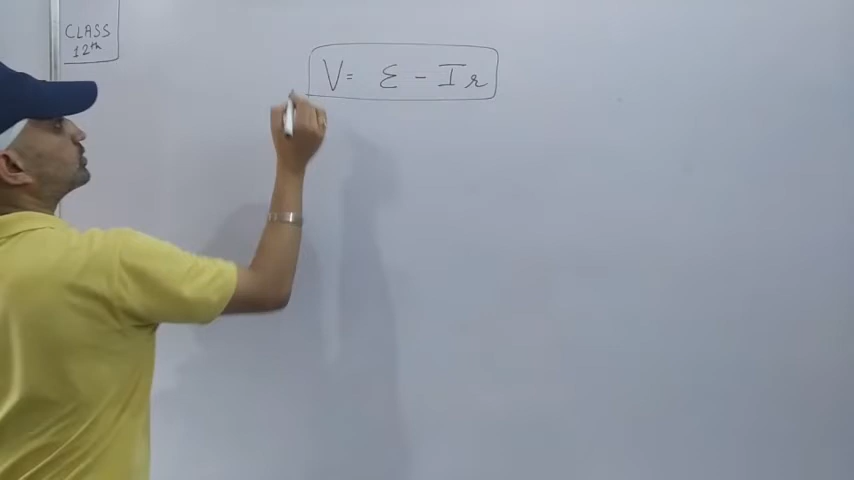 CLASS
12th
V = ε - Ir